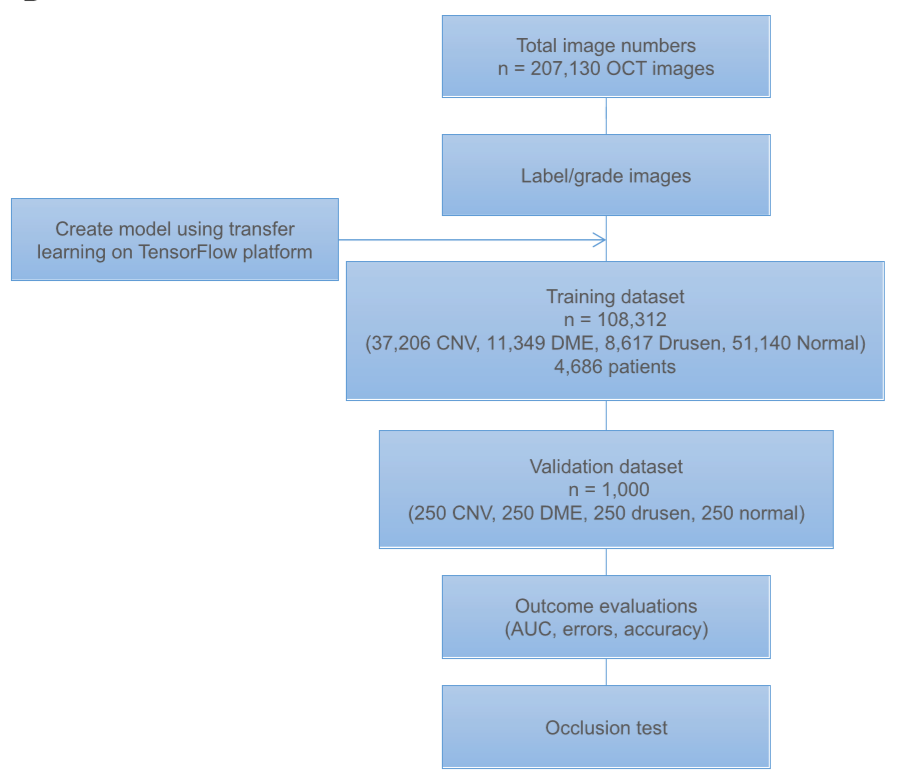 Total image numbers
n = 207,130 OCT images
Label/grade images
Create model using transfer
learning on TensorFlow platform
Training dataset
n = 108,312
(37,206 CNV, 11,349 DME, 8,617 Drusen, 51,140 Normal)
4,686 patients
Validation dataset
n = 1,000
(250 CNV, 250 DME, 250 drusen, 250 normal)
Outcome evaluations
(AUC, errors, accuracy)
Occlusion test